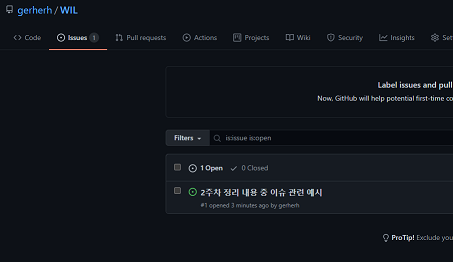 gerherh / WIL
Code Issues 1 Pull requests Actions Projects Wiki Security Insights Set
Label issues and pull
Now, GitHub will help potential first-time co
Filters is:issue is:open
1 Open 0 Closed
2주차 정리 내용 중 이슈 관련 예시
#1 opened 3 minutes ago by gerherh
ProTip! Exclude you